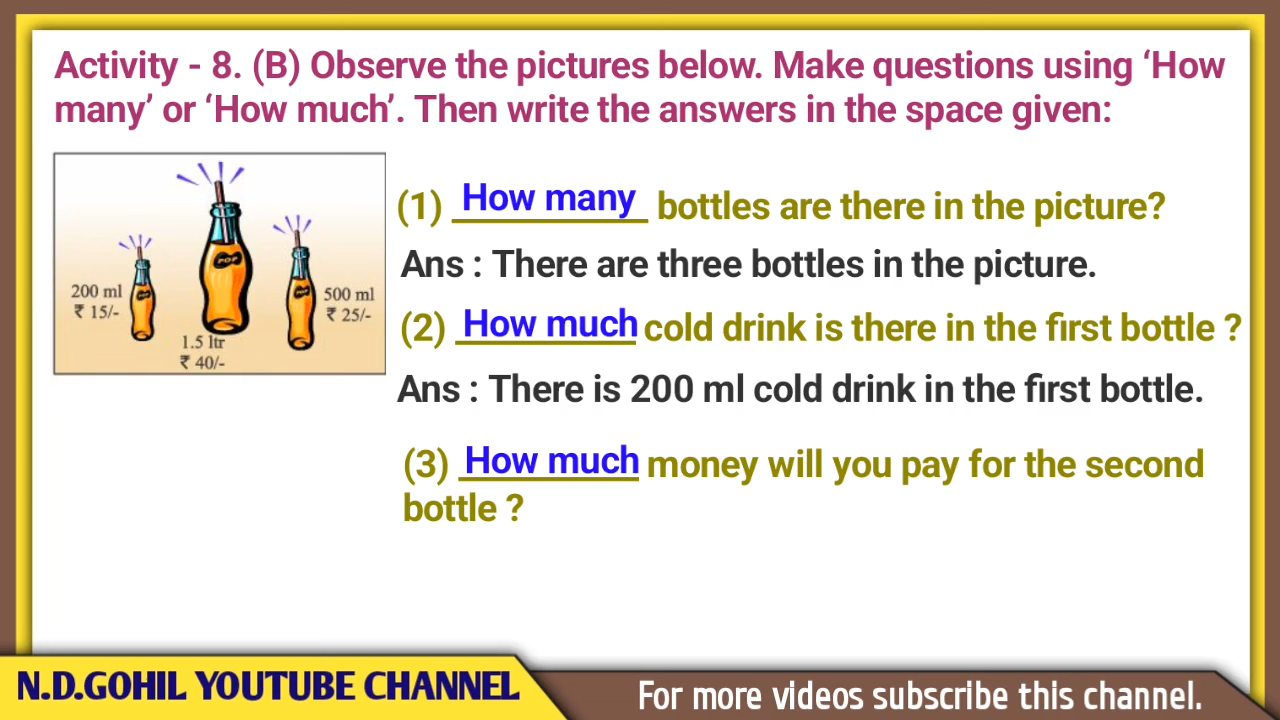 Activity - 8. (B) Observe the pictures below. Make questions using ‘How
many’ or ‘How much’. Then write the answers in the space given:
POP
POP
POP
200 ml
₹ 15/-
1.5 ltr
₹ 40/-
500 ml
₹ 25/-
(1) How many bottles are there in the picture?
Ans : There are three bottles in the picture.
(2) How much cold drink is there in the first bottle ?
Ans : There is 200 ml cold drink in the first bottle.
(3) How much money will you pay for the second
bottle ?
N.D.GOHIL YOUTUBE CHANNEL
For more videos subscribe this channel.